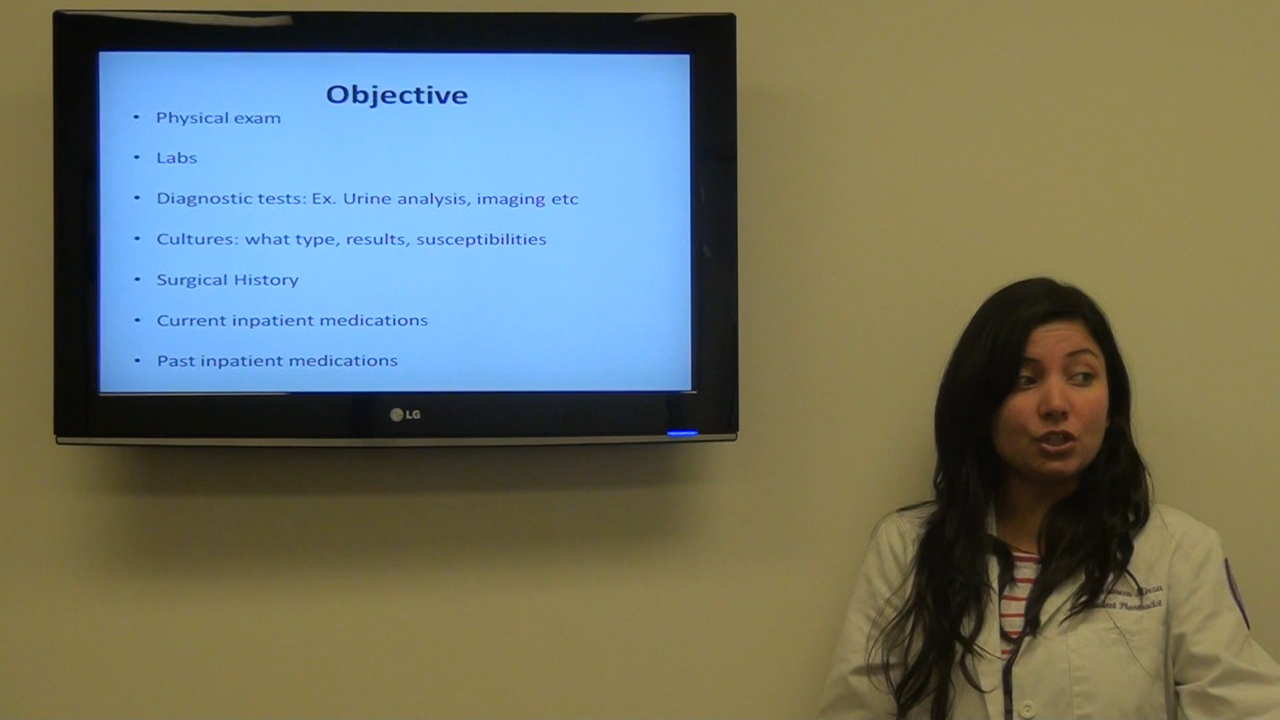 Objective
• Physical exam
• Labs
• Diagnostic tests: Ex. Urine analysis, imaging etc
• Cultures: what type, results, susceptibilities
• Surgical History
• Current inpatient medications
• Past inpatient medications
LG
Pharmacist